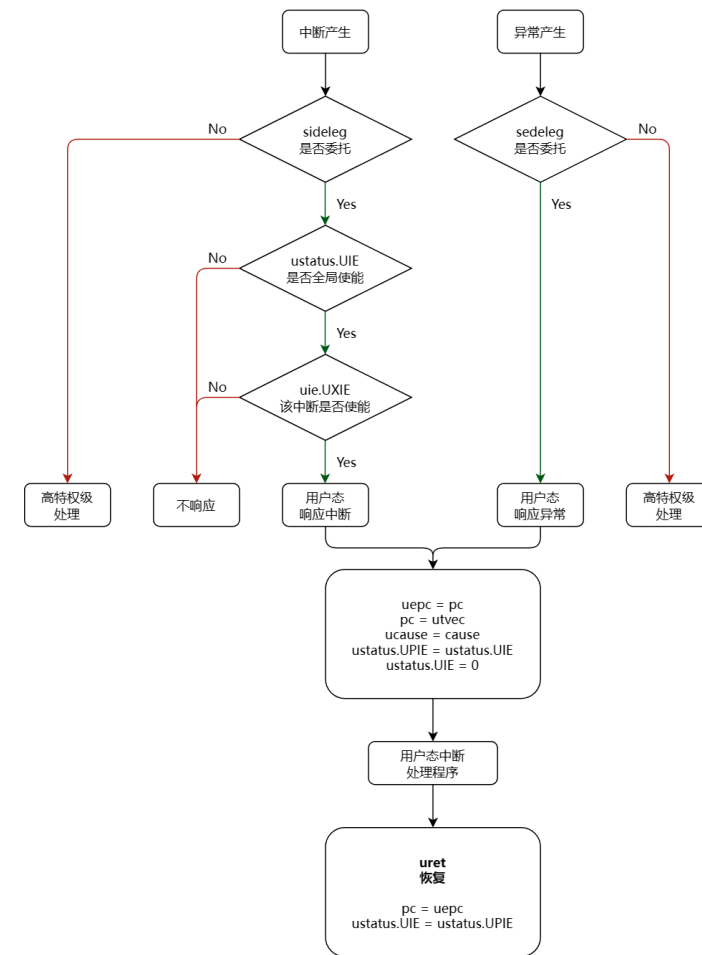 中断产生
异常产生
No
sideleg
是否委托
sedeleg
是否委托
No
Yes
Yes
No
ustatus.UIE
是否全局使能
Yes
No
uie.UXIE
该中断是否使能
Yes
高特权级
处理
不响应
用户态
响应中断
用户态
响应异常
高特权级
处理
uepc = pc
pc = utvec
ucause = cause
ustatus.UPIE = ustatus.UIE
ustatus.UIE = 0
用户态中断
处理程序
uret
恢复
pc = uepc
ustatus.UIE = ustatus.UPIE